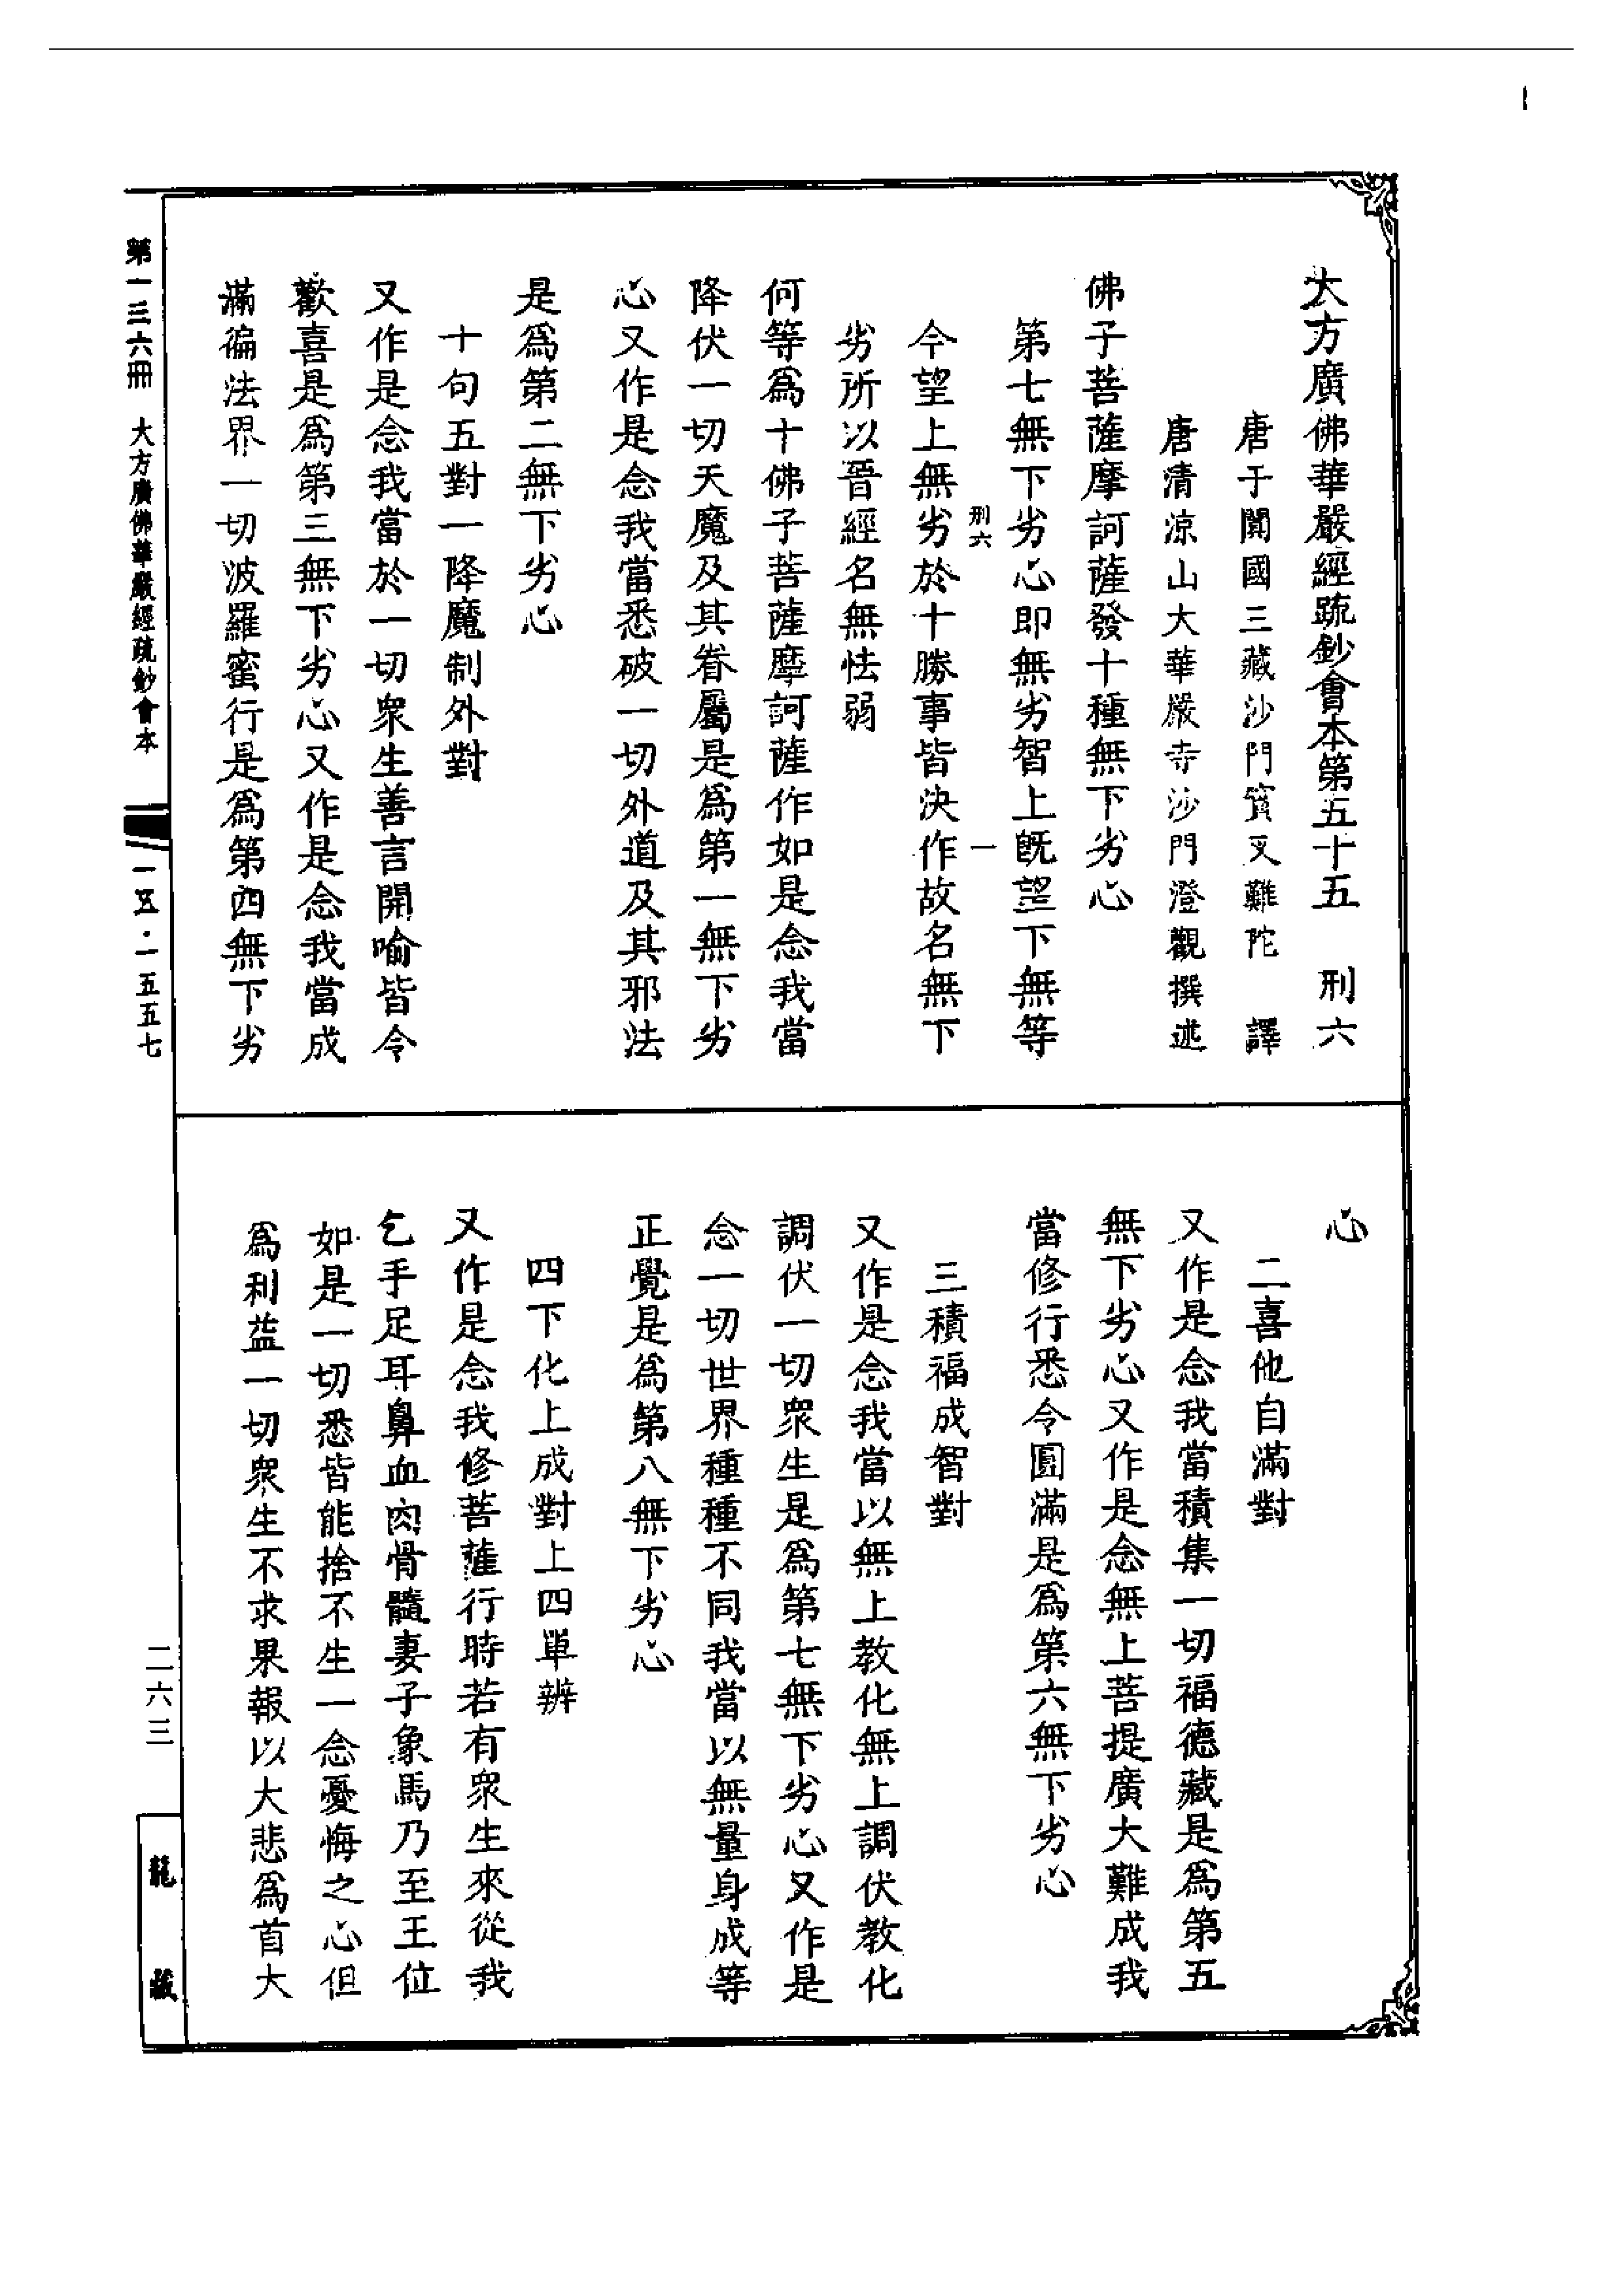 大方廣佛華嚴經疏鈔會本第五十五　刑六
唐于闐國三藏沙門實叉難陀　譯
唐清涼山大華嚴寺沙門澄觀撰述
佛子菩薩摩訶薩發十種無下劣心
第七無下劣心即無劣智上既望下無等
刑六　一
今望上無劣於十勝事皆決作故名無下
劣所以晉經名無怯弱
何等為十佛子菩薩摩訶薩作如是念我當
降伏一切天魔及其眷屬是為第一無下劣
心又作是念我當悉破一切外道及其邪法
是為第二無下劣心
十句五對一降魔制外對
又作是念我當於一切眾生善言開喻皆令
歡喜是為第三無下劣心又作是念我當成
滿徧法界一切波羅蜜行是為第四無下劣
心
二喜他自滿對
又作是念我當積集一切福德藏是為第五
無下劣心又作是念無上菩提廣大難成我
當修行悉令圓滿是為第六無下劣心
三積福成智對
又作是念我當以無上教化無上調伏教化
調伏一切眾生是為第七無下劣心又作是
念一切世界種種不同我當以無量身成等
正覺是為第八無下劣心
四下化上成對上四單辨
又作是念我修菩薩行時若有眾生來從我
乞手足耳鼻血肉骨髓妻子象馬乃至王位
如是一切悉皆能捨不生一念憂悔之心但
為利益一切眾生不求果報以大悲為首大
第一三六冊　大方廣佛華嚴經疏鈔會本
一五五·一五五七
二六三
龍藏